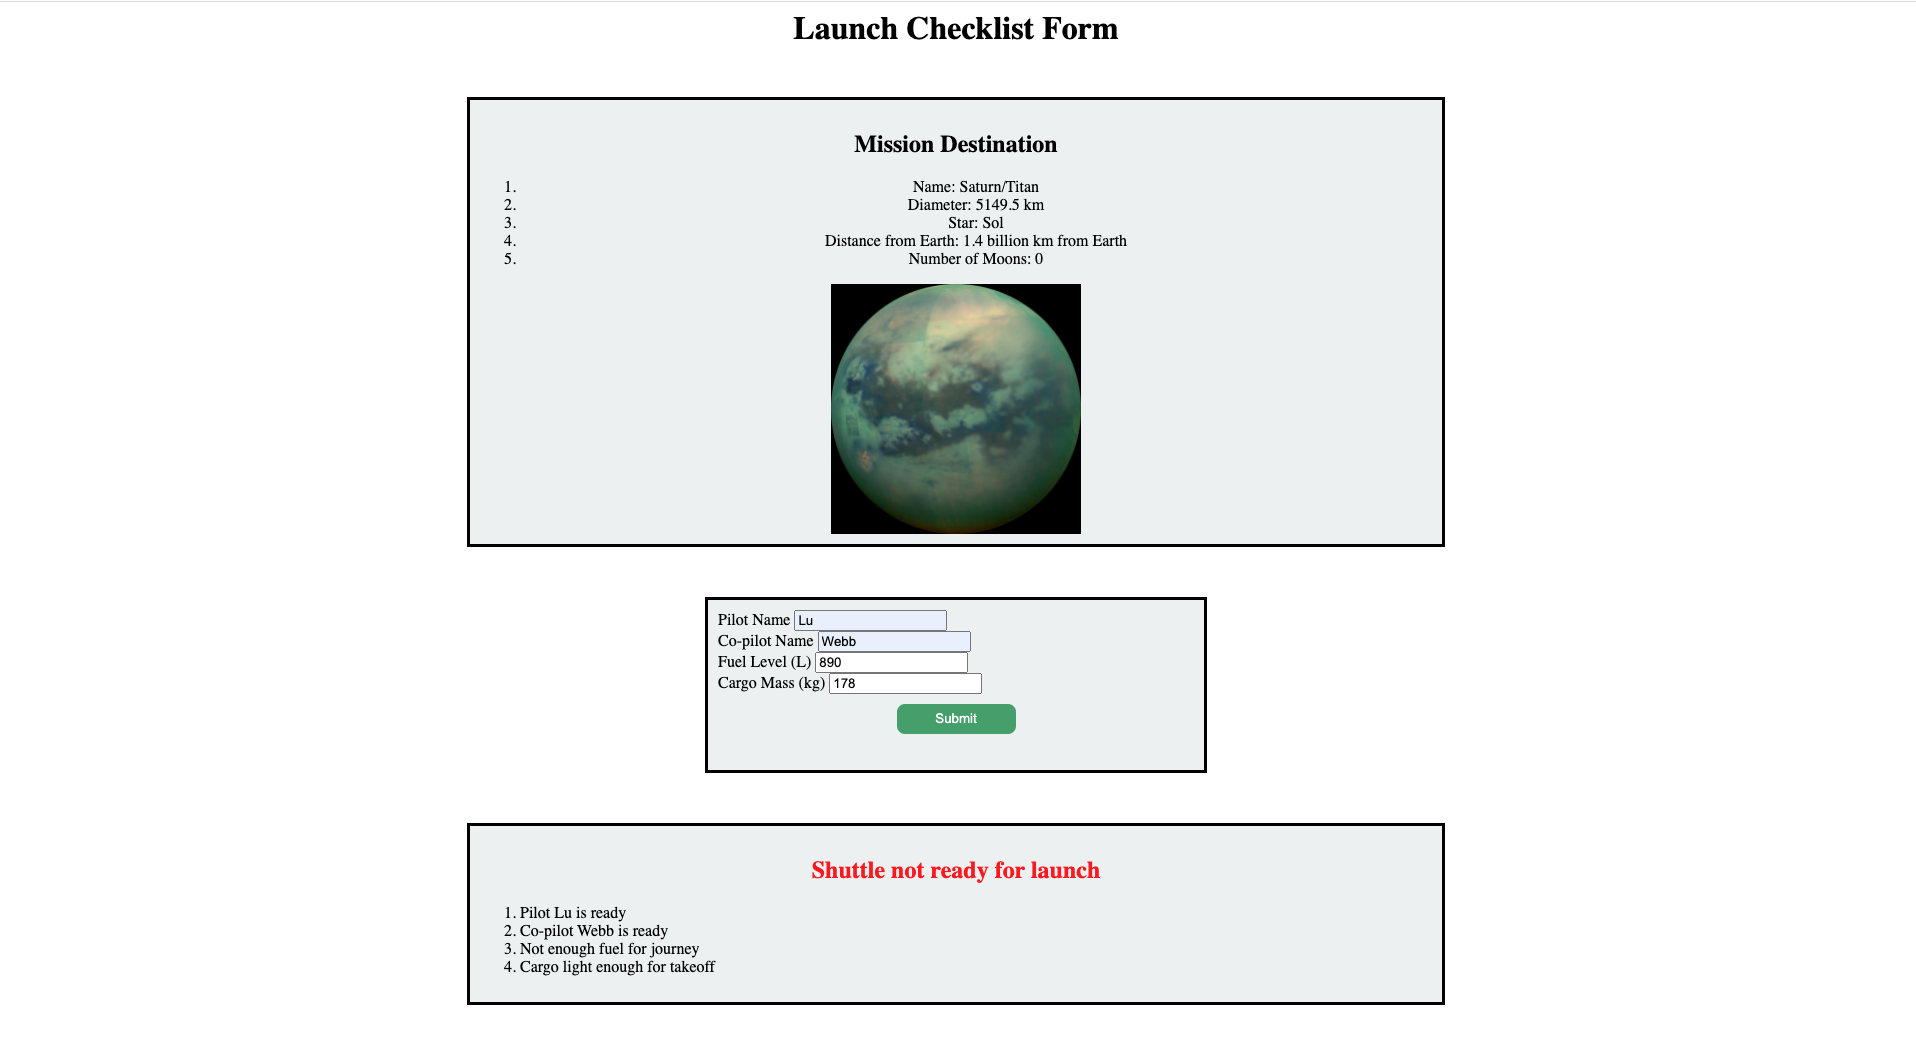 Launch Checklist Form
Mission Destination
1. Name: Saturn/Titan
2. Diameter: 5149.5 km
3. Star: Sol
4. Distance from Earth: 1.4 billion km from Earth
5. Number of Moons: 0
Pilot Name Lu
Co-pilot Name Webb
Fuel Level (L) 890
Cargo Mass (kg) 178
Submit
Shuttle not ready for launch
1. Pilot Lu is ready
2. Co-pilot Webb is ready
3. Not enough fuel for journey
4. Cargo light enough for takeoff